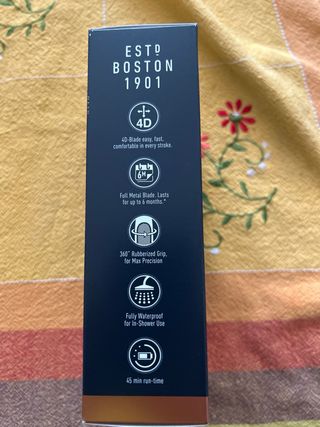 ESTD
BOSTON
1901
4D
4D-Blade easy, fast,
comfortable in every stroke.
6M
Full Metal Blade. Lasts
for up to 6 months.*
360° Rubberized Grip,
for Max Precision
Fully Waterproof
for In-Shower Use
45 min run-time